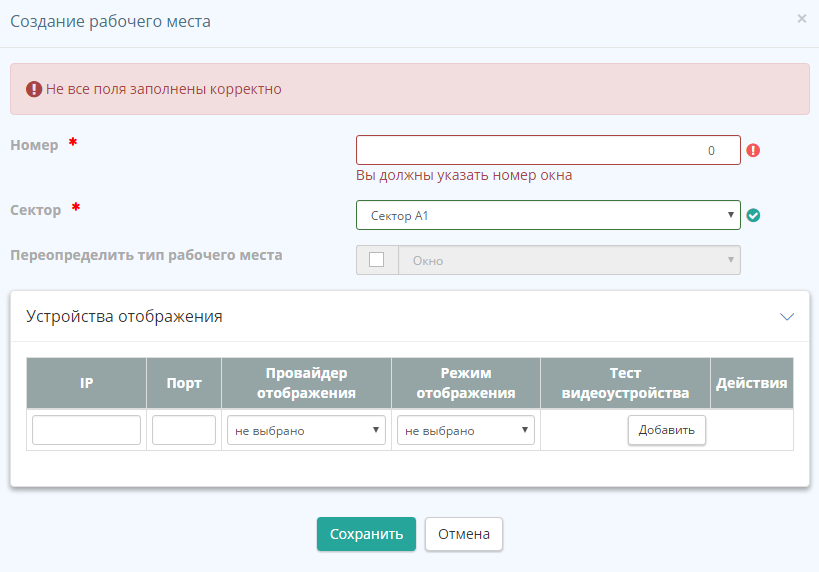 Создание рабочего места
×
Не все поля заполнены корректно
Номер *
0
Вы должны указать номер окна
Сектор *
Сектор А1
Переопределить тип рабочего места
Окно
Устройства отображения
IP
Порт
Провайдер
отображения
Режим
отображения
Тест
видеоустройства
Действия
не выбрано
не выбрано
Добавить
Сохранить
Отмена